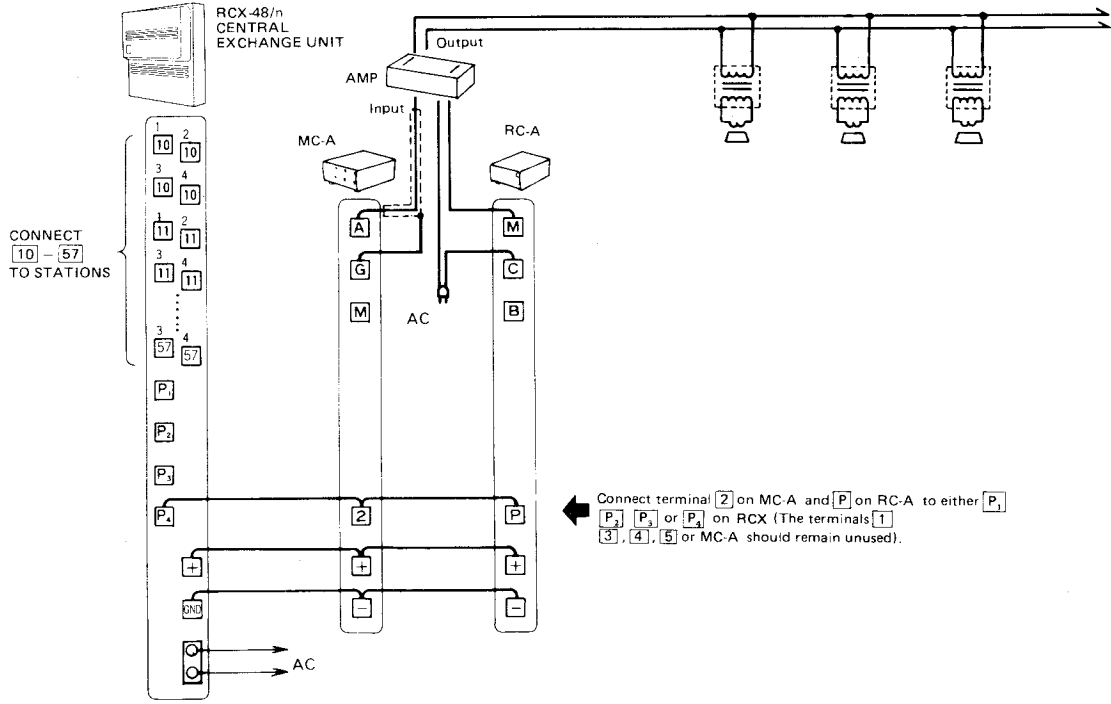 RCX-48/n
CENTRAL
EXCHANGE UNIT
Output
AMP
Input
MC-A
RC-A
1 2
10 10
3 4
10 10
1 2
11 11
3 4
11 11
3 4
57 57
CONNECT
10 – 57
TO STATIONS
P1
P2
P3
P4
+
GND
AC
A
G
M
2
+
–
AC
M
C
B
P
+
–
Connect terminal 2 on MC-A and P on RC-A to either P1
P2 P3 or P4 on RCX (The terminals 1
3, 4, 5 or MC-A should remain unused).